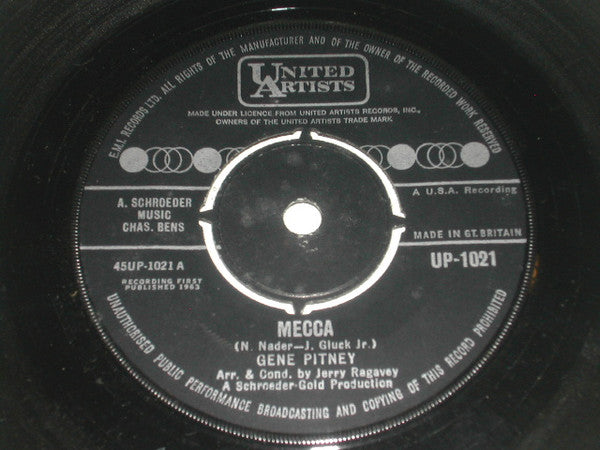 E.M.I. RECORDS LTD. ALL RIGHTS OF THE MANUFACTURER AND OF THE OWNER OF THE RECORDED WORK RESERVED
UNITED
ARTISTS
MADE UNDER LICENCE FROM UNITED ARTISTS RECORDS, INC.,
OWNERS OF THE UNITED ARTISTS TRADE MARK
A. SCHROEDER
MUSIC
CHAS. BENS
A U.S.A. Recording
MADE IN GT. BRITAIN
45UP-1021 A
UP-1021
RECORDING FIRST
PUBLISHED 1963
MECCA
(N. Nader—J. Gluck Jr.)
GENE PITNEY
Arr. & Cond. by Jerry Ragavey
A Schroeder-Gold Production
UNAUTHORISED PUBLIC PERFORMANCE BROADCASTING AND COPYING OF THIS RECORD PROHIBITED